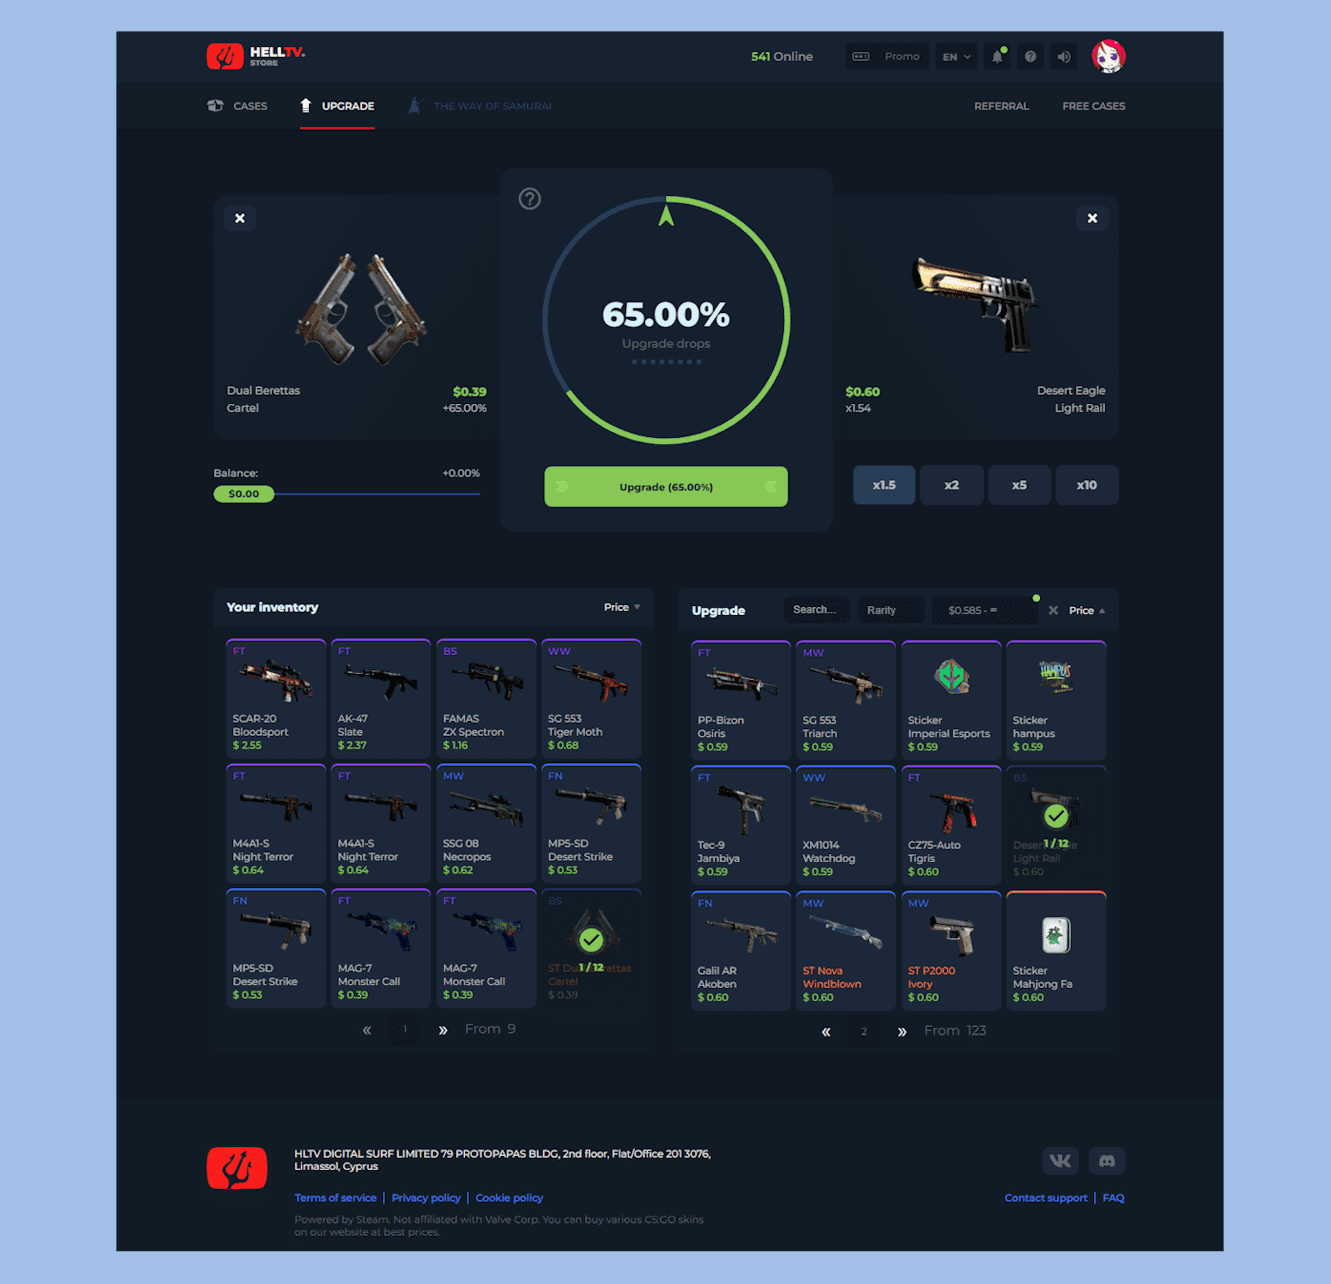 HELLTV.
STORE
541 Online
Promo
EN
CASES
UPGRADE
THE WAY OF SAMURAI
REFERRAL
FREE CASES
65.00%
Upgrade drops
Dual Berettas
Cartel
$0.39
+65.00%
$0.60
x1.54
Desert Eagle
Light Rail
Balance:
+0.00%
$0.00
Upgrade (65.00%)
x1.5
x2
x5
x10
Your inventory
Price
FT
SCAR-20
Bloodsport
$ 2.55
FT
AK-47
Slate
$ 2.37
BS
FAMAS
ZX Spectron
$ 1.16
WW
SG 553
Tiger Moth
$ 0.68
FT
M4A1-S
Night Terror
$ 0.64
FT
M4A1-S
Night Terror
$ 0.64
MW
SSG 08
Necropos
$ 0.62
FN
MP5-SD
Desert Strike
$ 0.53
FN
MP5-SD
Desert Strike
$ 0.53
FT
MAG-7
Monster Call
$ 0.39
FT
MAG-7
Monster Call
$ 0.39
BS
1 / 12
ST Dual Berettas
Cartel
$ 0.39
« 1 » From 9
Upgrade
Search...
Rarity
$0.585 - ∞
Price
FT
PP-Bizon
Osiris
$ 0.59
MW
SG 553
Triarch
$ 0.59
Sticker
Imperial Esports
$ 0.59
HAMPUS
Sticker
hampus
$ 0.59
FT
Tec-9
Jambiya
$ 0.59
WW
XM1014
Watchdog
$ 0.59
FT
CZ75-Auto
Tigris
$ 0.60
BS
1 / 12
Desert Eagle
Light Rail
$ 0.60
FN
Galil AR
Akoben
$ 0.60
MW
ST Nova
Windblown
$ 0.60
MW
ST P2000
Ivory
$ 0.60
Sticker
Mahjong Fa
$ 0.60
« 2 » From 123
HLTV DIGITAL SURF LIMITED 79 PROTOPAPAS BLDG, 2nd floor, Flat/Office 201 3076,
Limassol, Cyprus
Terms of service | Privacy policy | Cookie policy
Contact support | FAQ
Powered by Steam. Not affiliated with Valve Corp. You can buy various CS:GO skins
on our website at best prices.